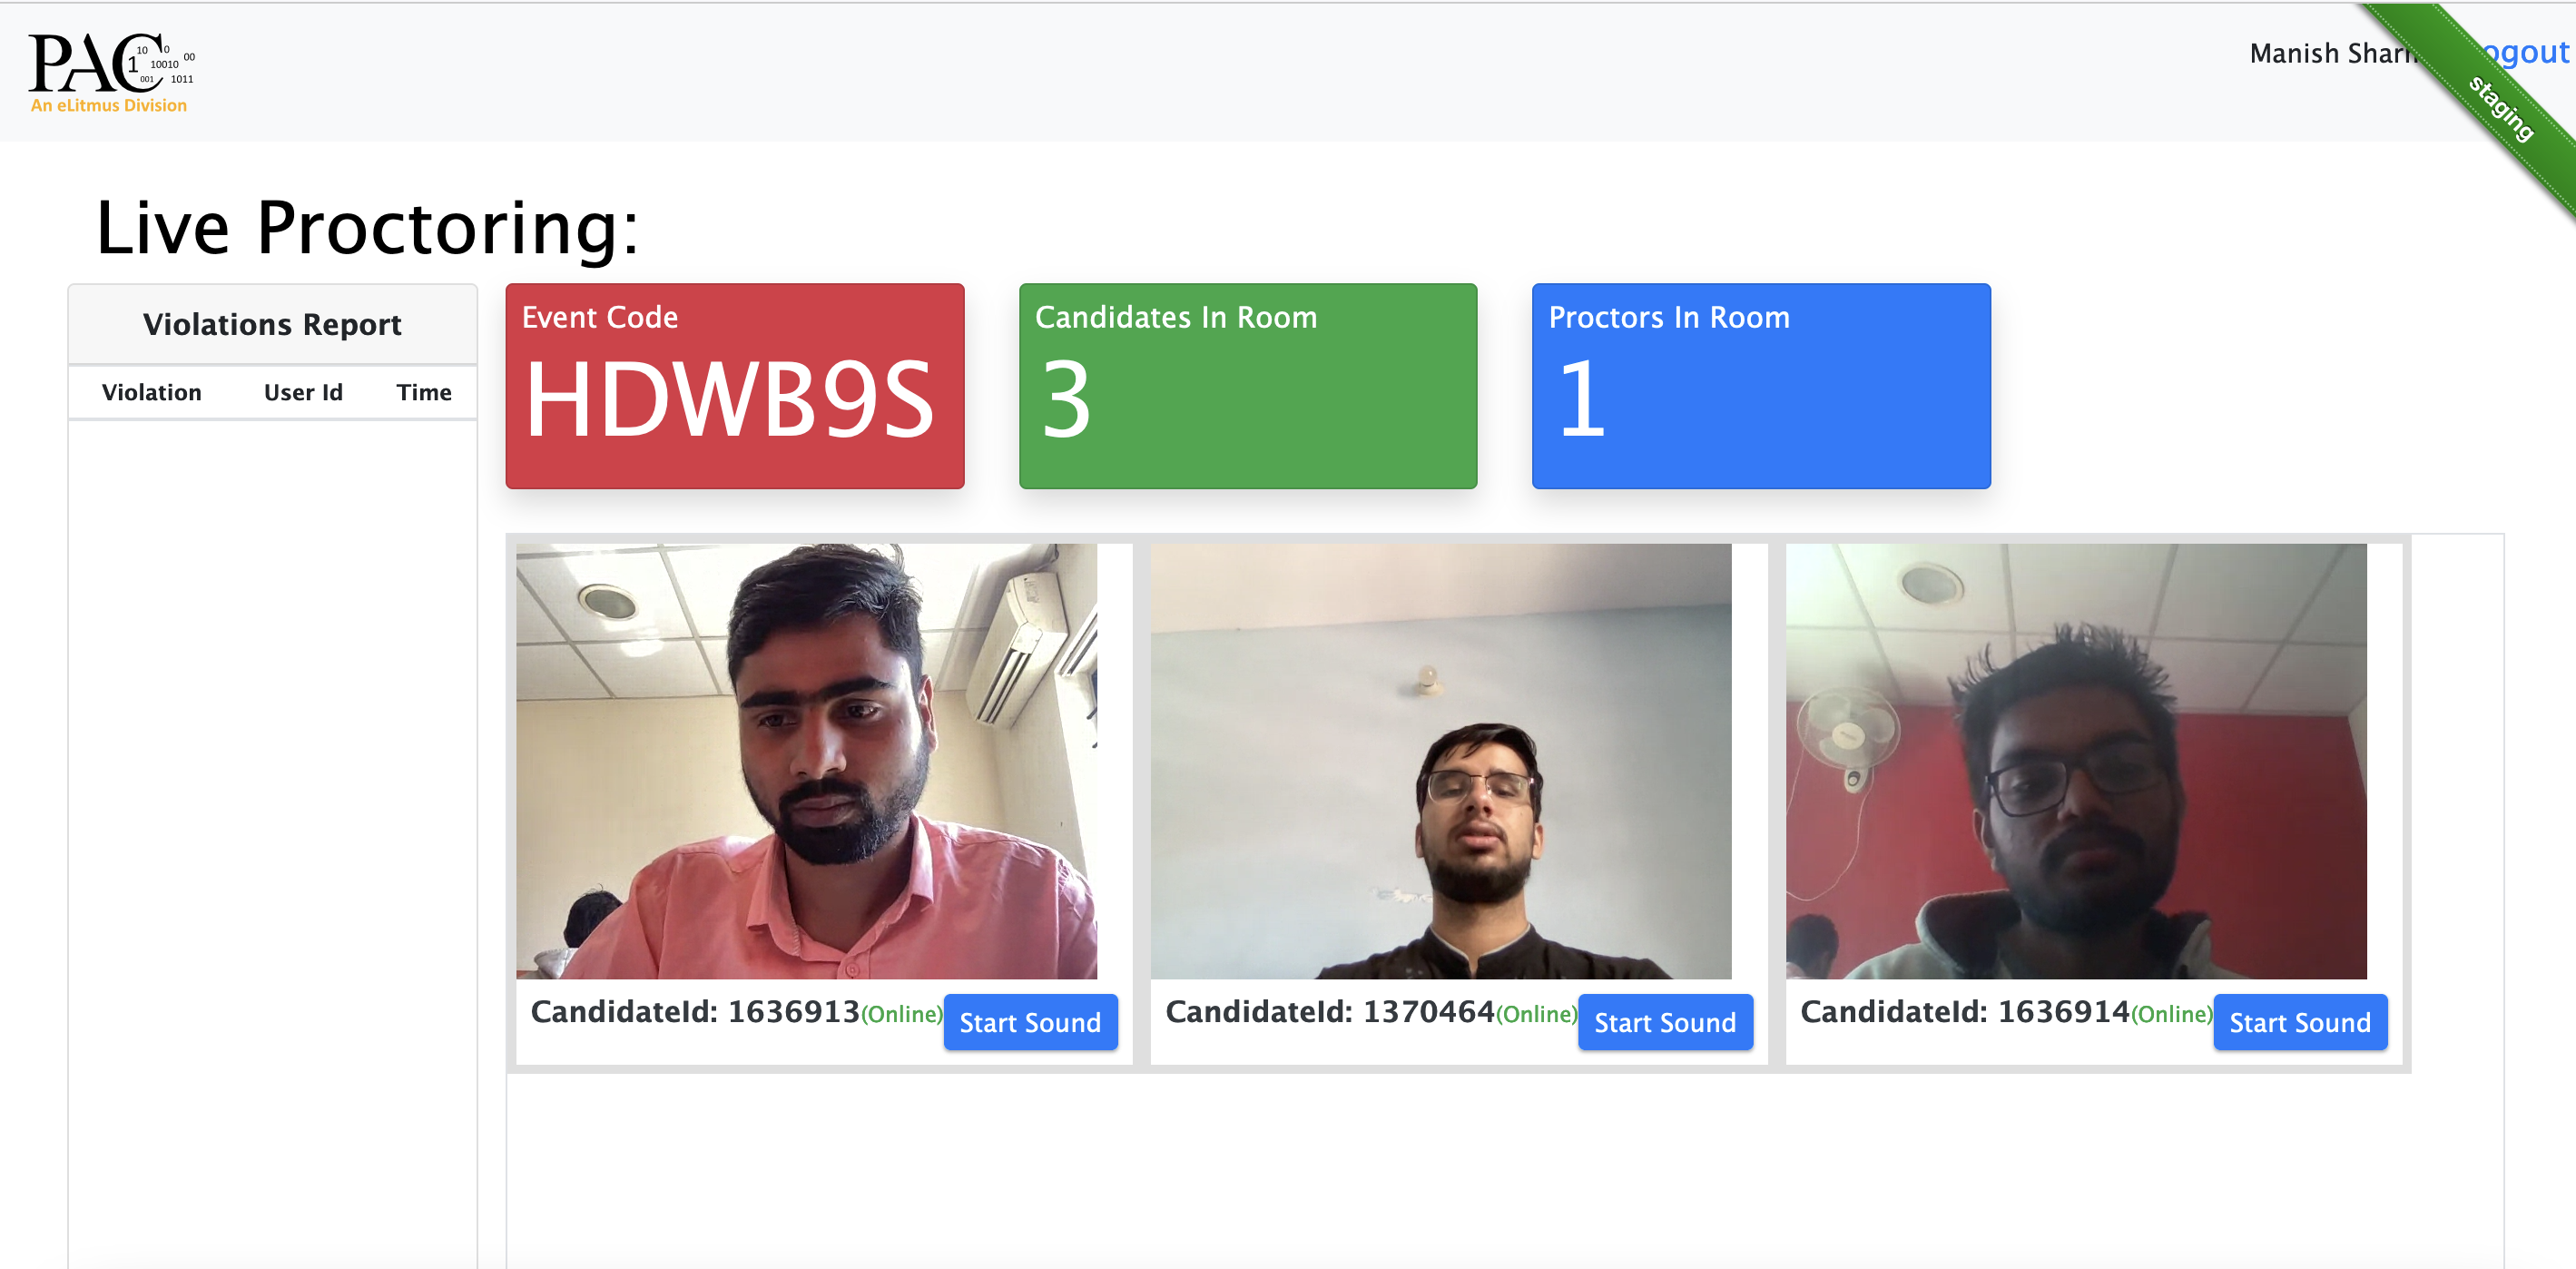 PAC
10 0
1 10010 00
001 1011
An eLitmus Division
Manish Shar
ogout
staging
Live Proctoring:
Violations Report
Violation User Id Time
Event Code
HDWB9S
Candidates In Room
3
Proctors In Room
1
CandidateId: 1636913(Online) Start Sound
CandidateId: 1370464(Online) Start Sound
CandidateId: 1636914(Online) Start Sound